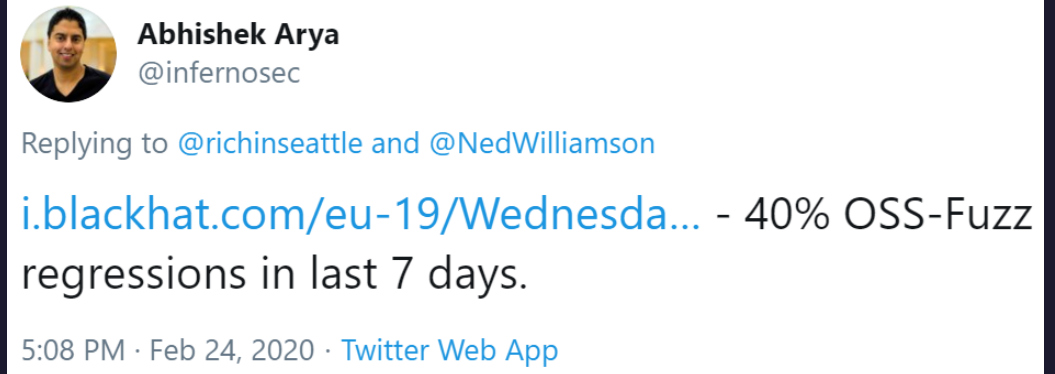 Abhishek Arya
@infernosec
Replying to @richinseattle and @NedWilliamson
i.blackhat.com/eu-19/Wednesda... - 40% OSS-Fuzz
regressions in last 7 days.
5:08 PM · Feb 24, 2020 · Twitter Web App